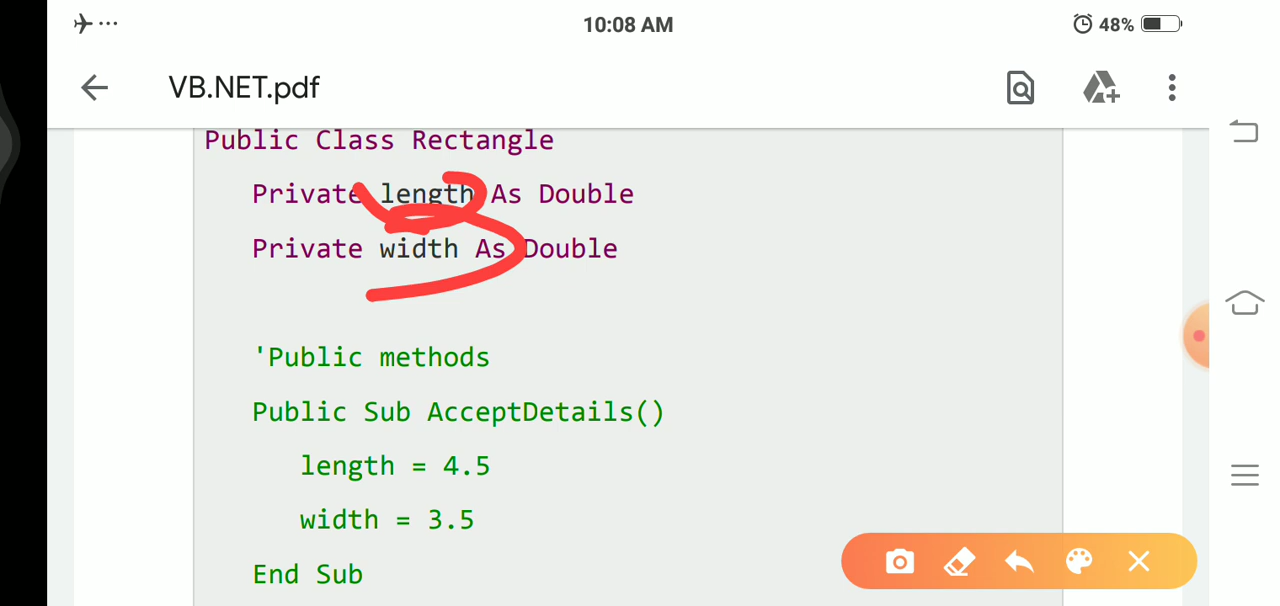 10:08 AM
48%
VB.NET.pdf
Public Class Rectangle
Private length As Double
Private width As Double
'Public methods
Public Sub AcceptDetails()
length = 4.5
width = 3.5
End Sub